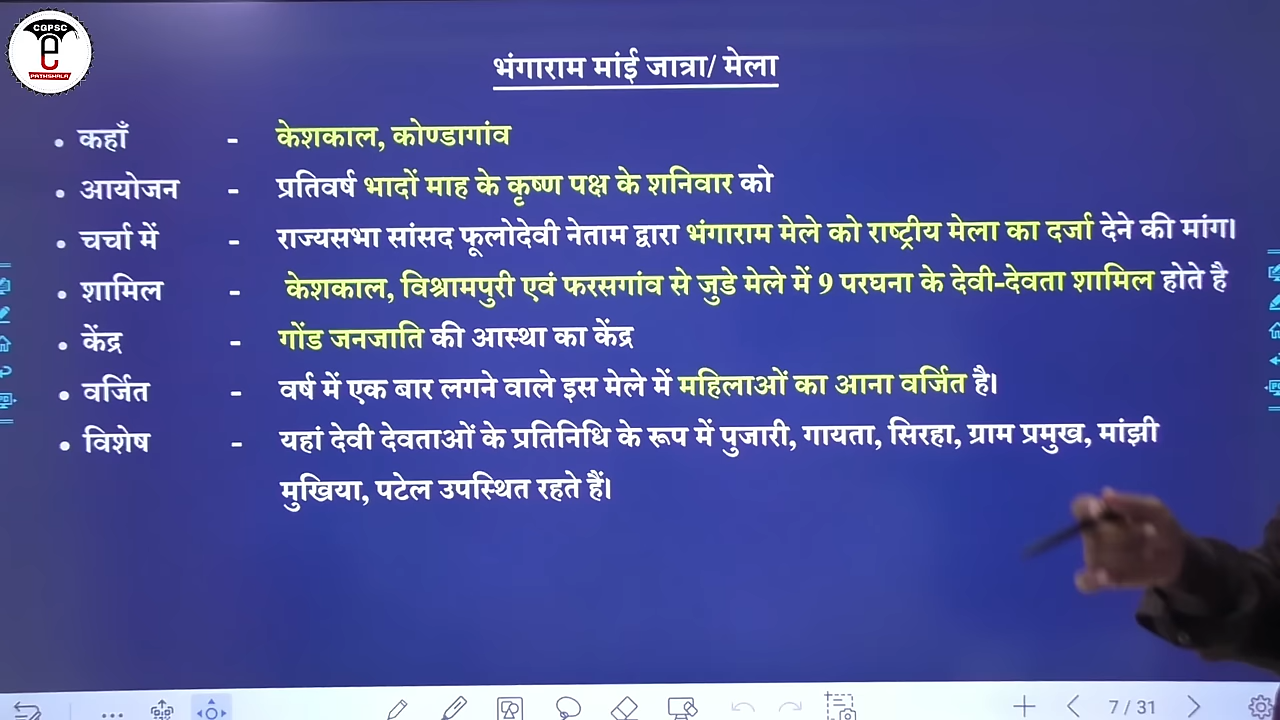 CGPSC
e
PATHSHALA
भंगाराम मांई जात्रा/ मेला
• कहाँ - केशकाल, कोण्डागांव
• आयोजन - प्रतिवर्ष भादों माह के कृष्ण पक्ष के शनिवार को
• चर्चा में - राज्यसभा सांसद फूलोदेवी नेताम द्वारा भंगाराम मेले को राष्ट्रीय मेला का दर्जा देने की मांग।
• शामिल - केशकाल, विश्रामपुरी एवं फरसगांव से जुडे मेले में 9 परघना के देवी-देवता शामिल होते है
• केंद्र - गोंड जनजाति की आस्था का केंद्र
• वर्जित - वर्ष में एक बार लगने वाले इस मेले में महिलाओं का आना वर्जित है।
• विशेष - यहां देवी देवताओं के प्रतिनिधि के रूप में पुजारी, गायता, सिरहा, ग्राम प्रमुख, मांझी
मुखिया, पटेल उपस्थित रहते हैं।
7 / 31